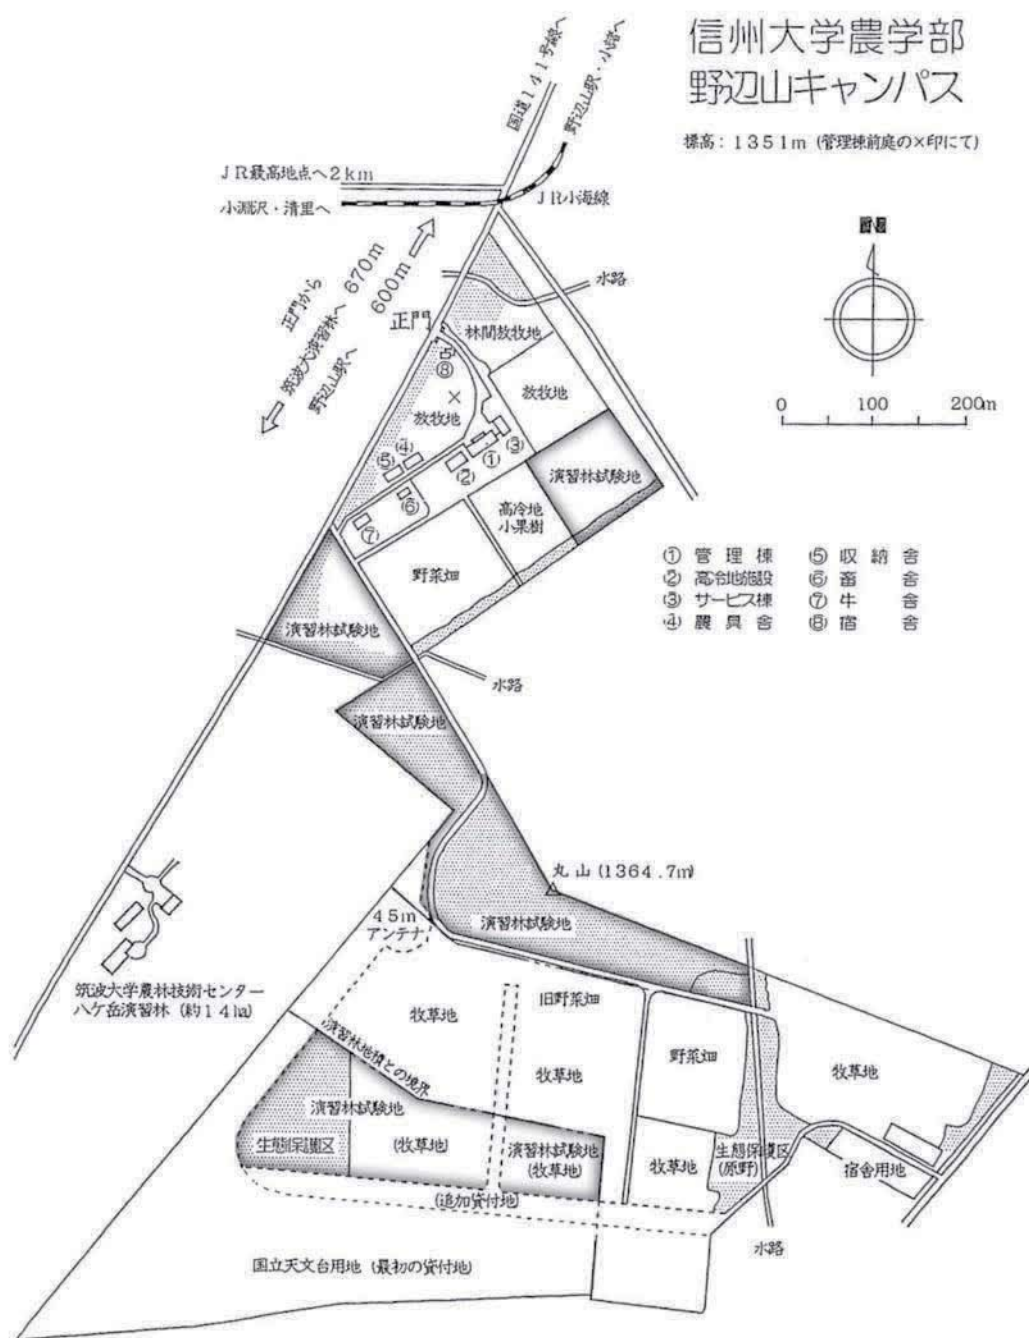 信州大学農学部
野辺山キャンパス
標高：1351m (管理棟前庭の×印にて)
国道141号線へ
野辺山駅・小諸へ
JR最高地点へ2km
小淵沢・清里へ
JR小海線
正門から
筑波大演習林へ 670m
野辺山駅へ 600m
水路
正門
林間放牧地
⑧
放牧地
放牧地
③
①
②
④
⑤
⑥
⑦
演習林試験地
高冷地
小果樹
野菜畑
演習林試験地
水路
演習林試験地
0 100 200m
① 管理棟
② 高冷地施設
③ サービス棟
④ 農具舎
⑤ 収納舎
⑥ 畜舎
⑦ 牛舎
⑧ 宿舎
丸山 (1364.7m)
演習林試験地
45m
アンテナ
筑波大学農林技術センター
八ケ岳演習林 (約14ha)
牧草地
旧野菜畑
演習林地積との境界
牧草地
野菜畑
牧草地
演習林試験地
生態保護区
(牧草地)
演習林試験地
(牧草地)
牧草地
生態保護区
(原野)
宿舎用地
(追加貸付地)
水路
国立天文台用地 (最初の貸付地)